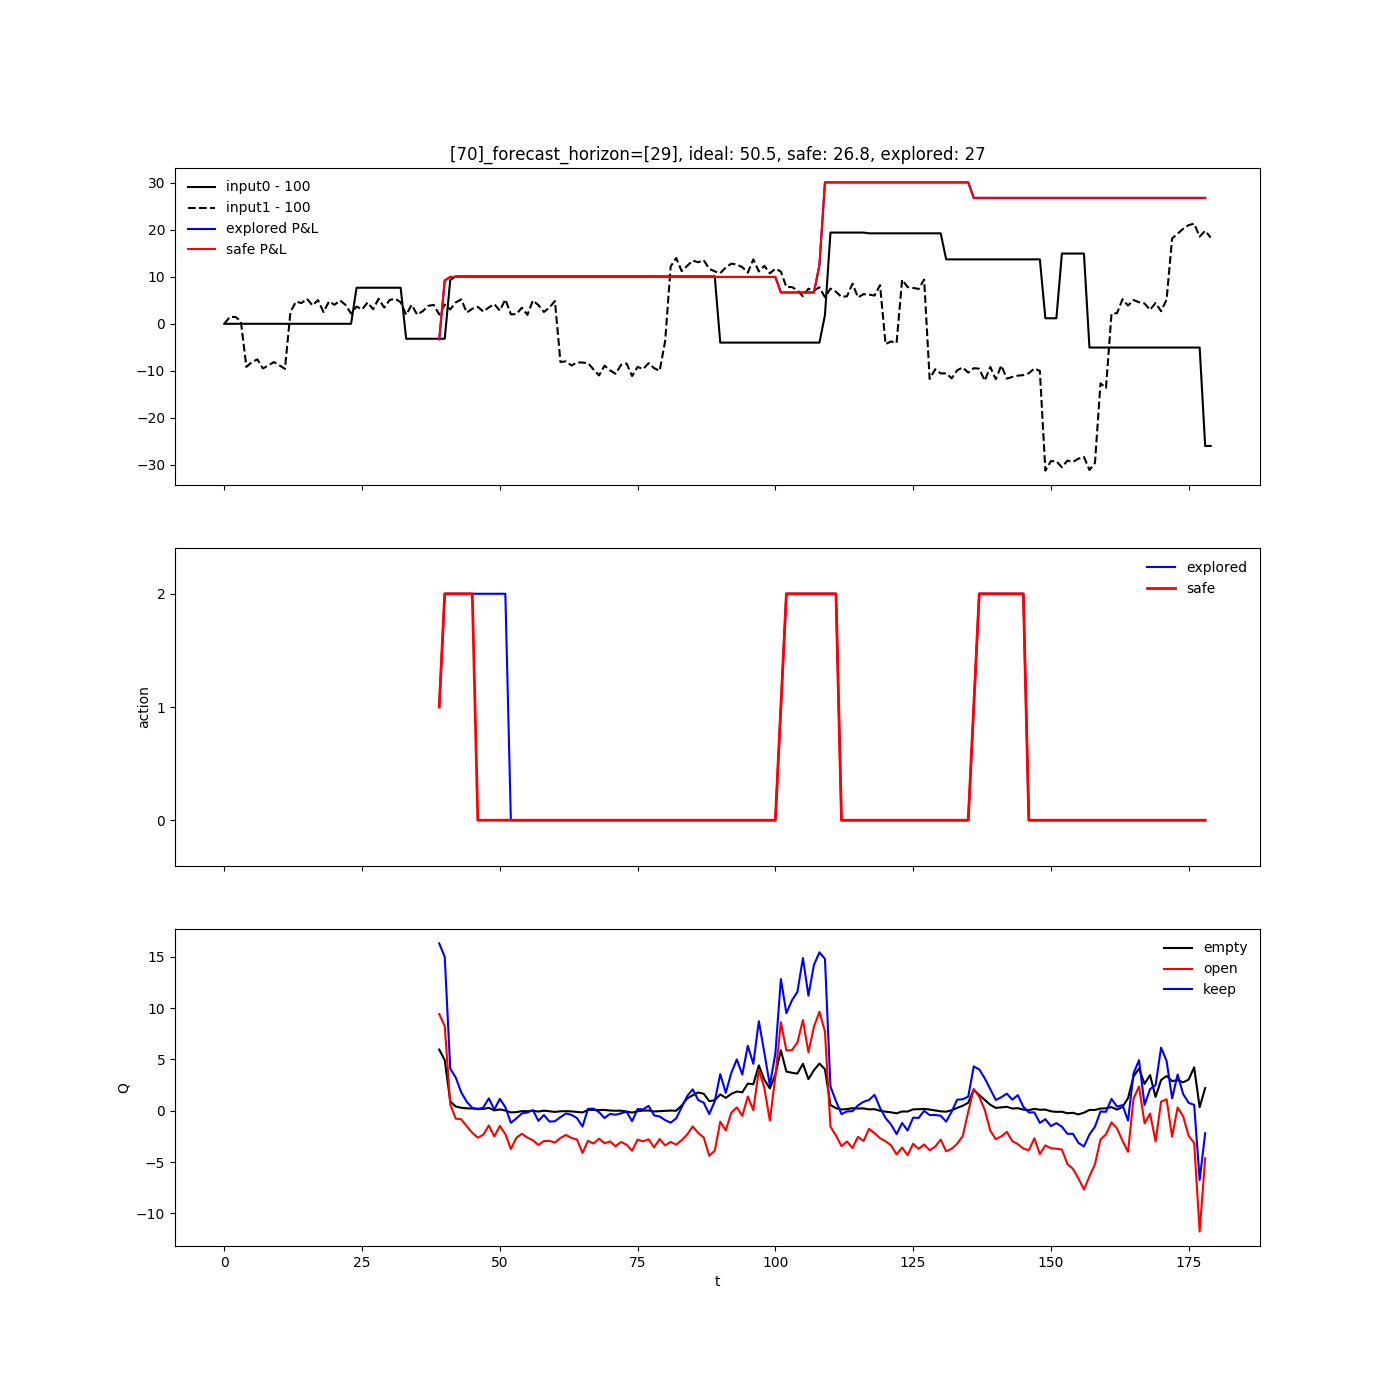 [70]_forecast_horizon=[29], ideal: 50.5, safe: 26.8, explored: 27
30
20
10
0
−10
−20
−30
input0 - 100
input1 - 100
explored P&L
safe P&L
action
2
1
0
explored
safe
Q
15
10
5
0
−5
−10
empty
open
keep
0
25
50
75
100
125
150
175
t